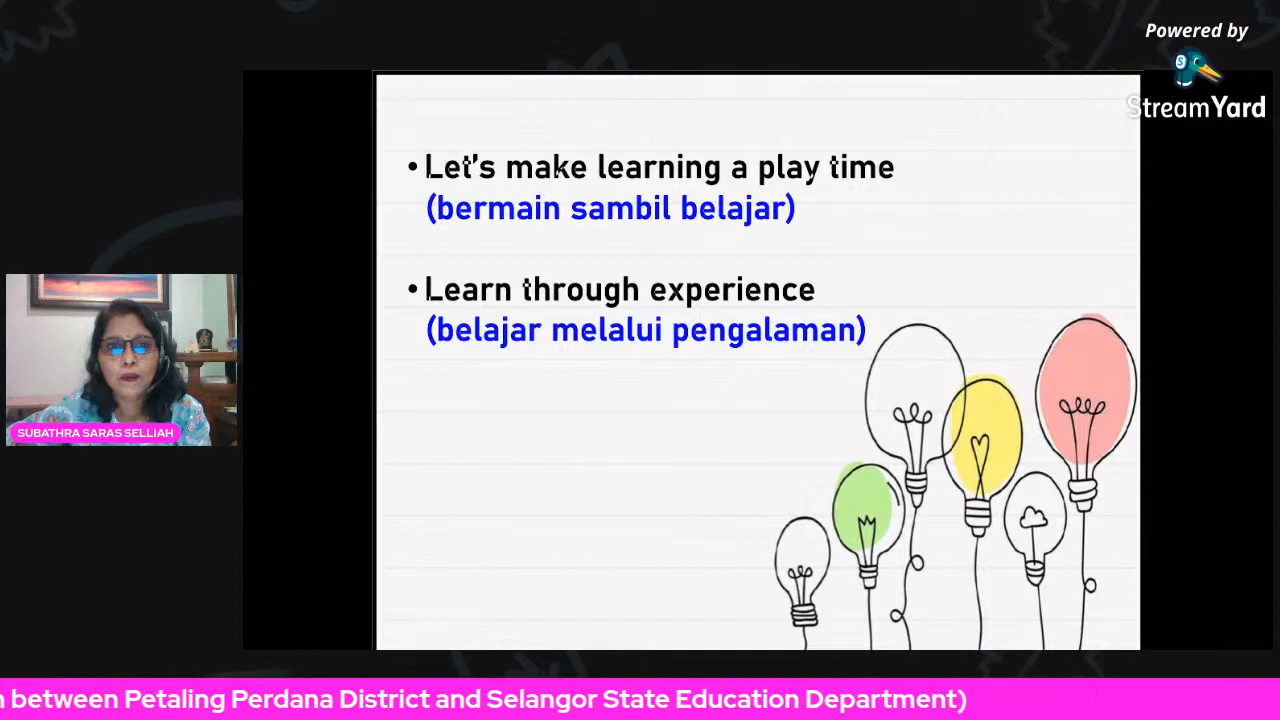 Powered by
StreamYard
• Let's make learning a play time
(bermain sambil belajar)
• Learn through experience
(belajar melalui pengalaman)
SUBATHRA SARAS SELLIAH
between Petaling Perdana District and Selangor State Education Department)